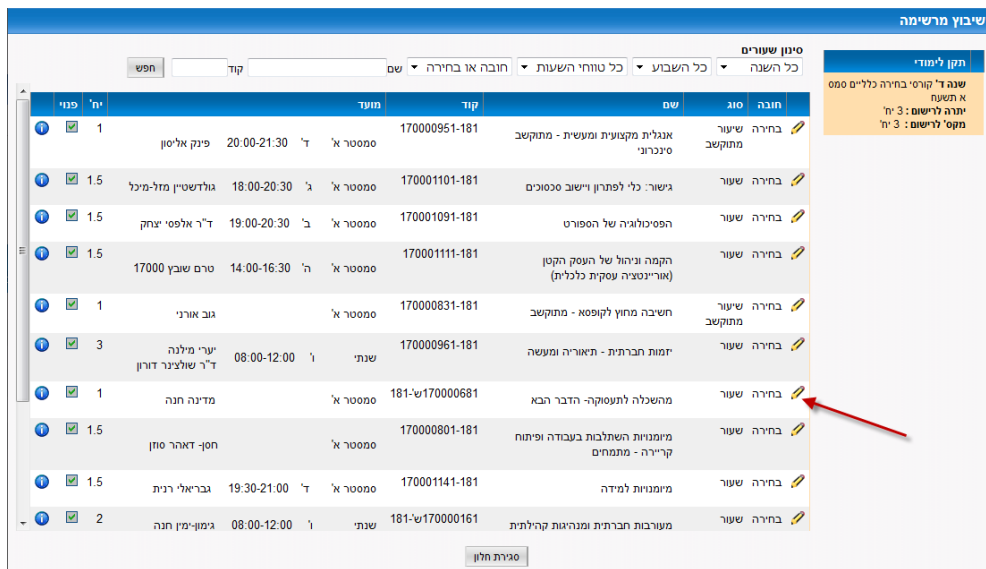 שיבוץ מרשימה
תקן לימודי
שנה ד' קורסי בחירה כלליים סמס
א תשעח
יתרה לרישום : 3 יח'
מקס' לרישום : 3 יח'
סינון שעורים
כל השנה כל השבוע כל טווחי השעות חובה או בחירה שם קוד חפש
חובה סוג שם קוד מועד יח' פנוי
בחירה שיעור מתוקשב אנגלית מקצועית ומעשית - מתוקשב סינכרוני 170000951-181 סמסטר א' ד' 20:00-21:30 פינק אליסון 1
בחירה שעור גישור: כלי לפתרון ויישוב סכסוכים 170001101-181 סמסטר א' ג' 18:00-20:30 גולדשטיין מזל-מיכל 1.5
בחירה שעור הפסיכולוגיה של הספורט 170001091-181 סמסטר א' ב' 19:00-20:30 ד"ר אלפסי יצחק 1.5
בחירה שעור הקמה וניהול של העסק הקטן (אוריינטציה עסקית כלכלית) 170001111-181 סמסטר א' ה' 14:00-16:30 טרם שובץ 17000 1.5
בחירה שיעור מתוקשב חשיבה מחוץ לקופסא - מתוקשב 170000831-181 סמסטר א' גוב אורני 1
בחירה שעור יזמות חברתית - תיאוריה ומעשה 170000961-181 שנתי ו' 08:00-12:00 יערי מילנה ד"ר שולצינר דורון 3
בחירה שעור מהשכלה לתעסוקה- הדבר הבא 170000681ש'-181 סמסטר א' מדינה חנה 1
בחירה שעור מיומנויות השתלבות בעבודה ופיתוח קריירה - מתמחים 170000801-181 סמסטר א' חסן- דאהר סוזן 1.5
בחירה שעור מיומנויות למידה 170001141-181 סמסטר א' ד' 19:30-21:00 גבריאלי רנית 1.5
בחירה שעור מעורבות חברתית ומנהיגות קהילתית 170000161ש'-181 שנתי ו' 08:00-12:00 גימון-ימין חנה 2
סגירת חלון